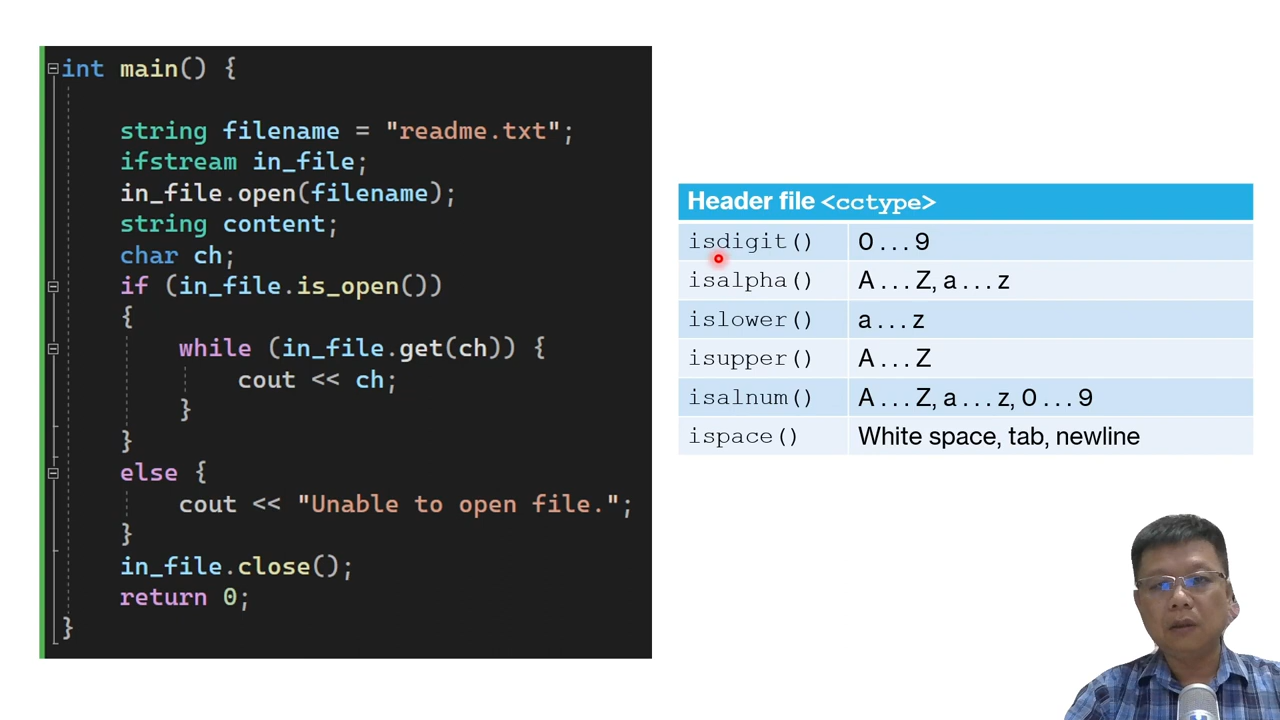 int main() {
string filename = "readme.txt";
ifstream in_file;
in_file.open(filename);
string content;
char ch;
if (in_file.is_open())
{
while (in_file.get(ch)) {
cout << ch;
}
}
else {
cout << "Unable to open file.";
}
in_file.close();
return 0;
}
Header file <cctype>
isdigit() 0...9
isalpha() A...Z, a...z
islower() a...z
isupper() A...Z
isalnum() A...Z, a...z, 0...9
ispace() White space, tab, newline